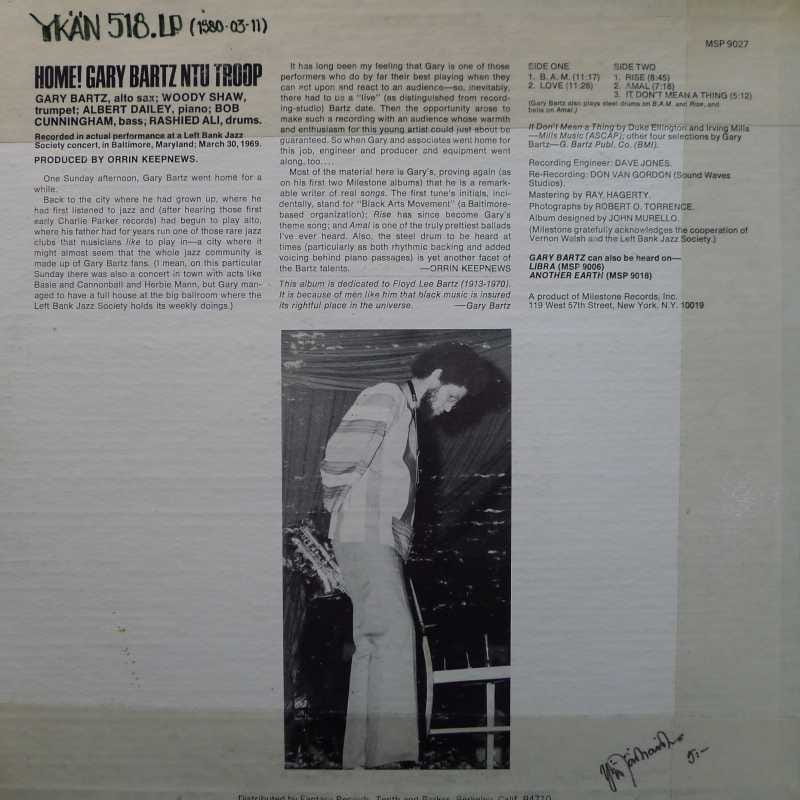 YKÄN 518.LP (1980-03-11)
MSP 9027
HOME! GARY BARTZ NTU TROOP
GARY BARTZ, alto sax; WOODY SHAW,
trumpet; ALBERT DAILEY, piano; BOB
CUNNINGHAM, bass; RASHIED ALI, drums.
Recorded in actual performance at a Left Bank Jazz
Society concert, in Baltimore, Maryland; March 30, 1969.
PRODUCED BY ORRIN KEEPNEWS.
One Sunday afternoon, Gary Bartz went home for a
while.
Back to the city where he had grown up, where he
had first listened to jazz and (after hearing those first
early Charlie Parker records) had begun to play alto,
where his father had for years run one of those rare jazz
clubs that musicians like to play in—a city where it
might almost seem that the whole jazz community is
made up of Gary Bartz fans. (I mean, on this particular
Sunday there was also a concert in town with acts like
Basie and Cannonball and Herbie Mann, but Gary man-
aged to have a full house at the big ballroom where the
Left Bank Jazz Society holds its weekly doings.)
It has long been my feeling that Gary is one of those
performers who do by far their best playing when they
can act upon and react to an audience—so, inevitably,
there had to be a "live" (as distinguished from record-
ing-studio) Bartz date. Then the opportunity arose to
make such a recording with an audience whose warmth
and enthusiasm for this young artist could just about be
guaranteed. So when Gary and associates went home for
this job, engineer and producer and equipment went
along, too....
Most of the material here is Gary's, proving again (as
on his first two Milestone albums) that he is a remark-
able writer of real songs. The first tune's initials, inci-
dentally, stand for "Black Arts Movement" (a Baltimore-
based organization); Rise has since become Gary's
theme song; and Amal is one of the truly prettiest ballads
I've ever heard. Also, the steel drum to be heard at
times (particularly as both rhythmic backing and added
voicing behind piano passages) is yet another facet of
the Bartz talents. —ORRIN KEEPNEWS
This album is dedicated to Floyd Lee Bartz (1913-1970).
It is because of men like him that black music is insured
its rightful place in the universe. —Gary Bartz
SIDE ONE
1. B. A. M. (11:17)
2. LOVE (11:28)
SIDE TWO
1. RISE (8:45)
2. AMAL (7:18)
3. IT DON'T MEAN A THING (5:12)
(Gary Bartz also plays steel drums on B.A.M. and Rise, and
bells on Amal.)
It Don't Mean a Thing by Duke Ellington and Irving Mills
—Mills Music (ASCAP); other four selections by Gary
Bartz—G. Bartz Publ. Co. (BMI).
Recording Engineer: DAVE JONES.
Re-Recording: DON VAN GORDON (Sound Waves
Studios).
Mastering by RAY HAGERTY.
Photographs by ROBERT O. TORRENCE.
Album designed by JOHN MURELLO.
(Milestone gratefully acknowledges the cooperation of
Vernon Welsh and the Left Bank Jazz Society.)
GARY BARTZ can also be heard on—
LIBRA (MSP 9006)
ANOTHER EARTH (MSP 9018)
A product of Milestone Records, Inc.
119 West 57th Street, New York, N.Y. 10019
Distributed by Fantasy Records, Tenth and Parker, Berkeley, Calif. 94710